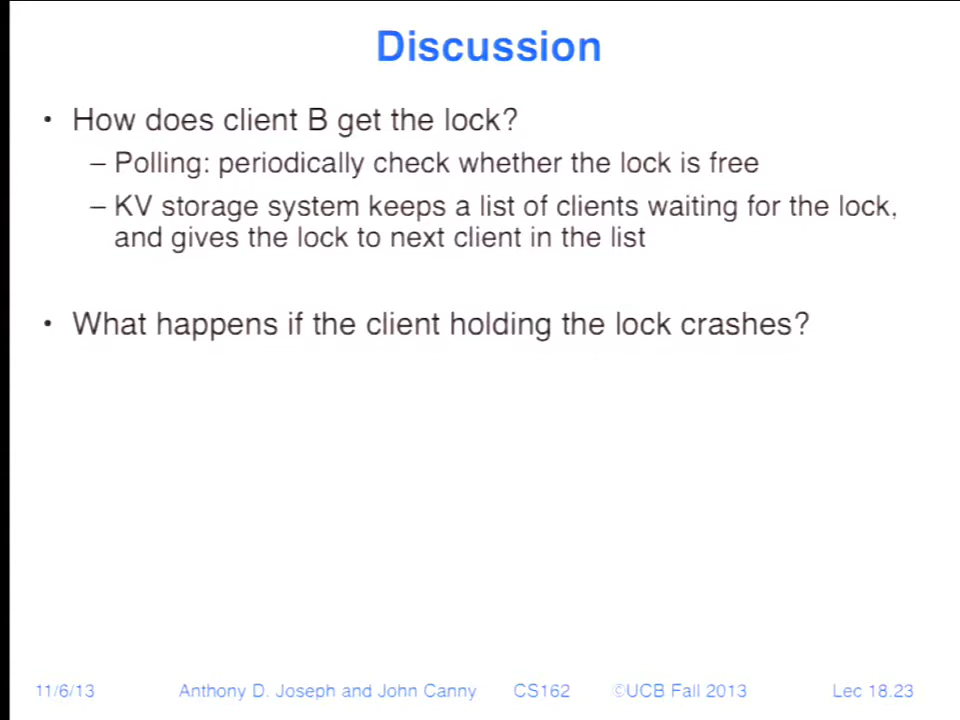 Discussion
• How does client B get the lock?
– Polling: periodically check whether the lock is free
– KV storage system keeps a list of clients waiting for the lock,
and gives the lock to next client in the list
• What happens if the client holding the lock crashes?
11/6/13 Anthony D. Joseph and John Canny CS162 ©UCB Fall 2013 Lec 18.23